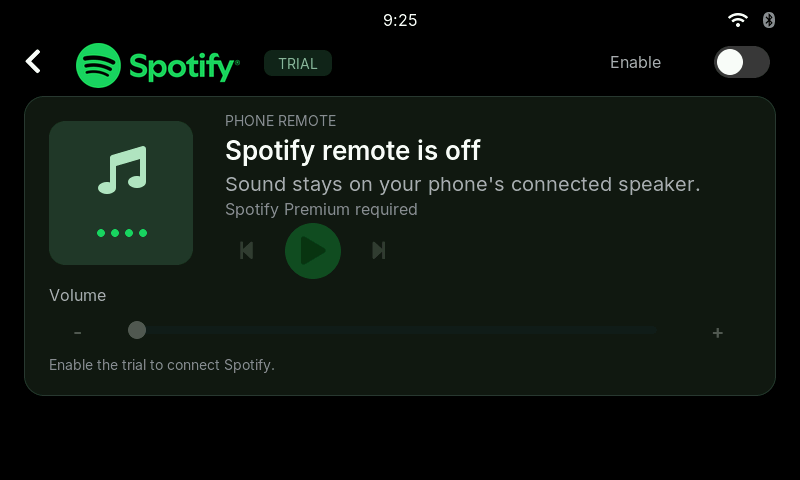 9:25
Spotify®
TRIAL
Enable
PHONE REMOTE
Spotify remote is off
Sound stays on your phone's connected speaker.
Spotify Premium required
Volume
- +
Enable the trial to connect Spotify.